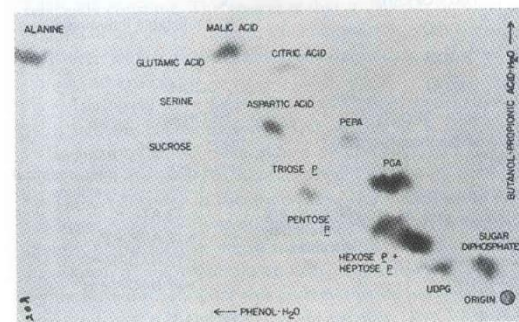 ALANINE
MALIC ACID
GLUTAMIC ACID
CITRIC ACID
SERINE
ASPARTIC ACID
PEPA
SUCROSE
PGA
TRIOSE P
PENTOSE
P
HEXOSE P +
HEPTOSE P
SUGAR
DIPHOSPHATE
UDPG
ORIGIN
<--- PHENOL-H2O
BUTANOL-PROPIONIC ACID-H2O -->